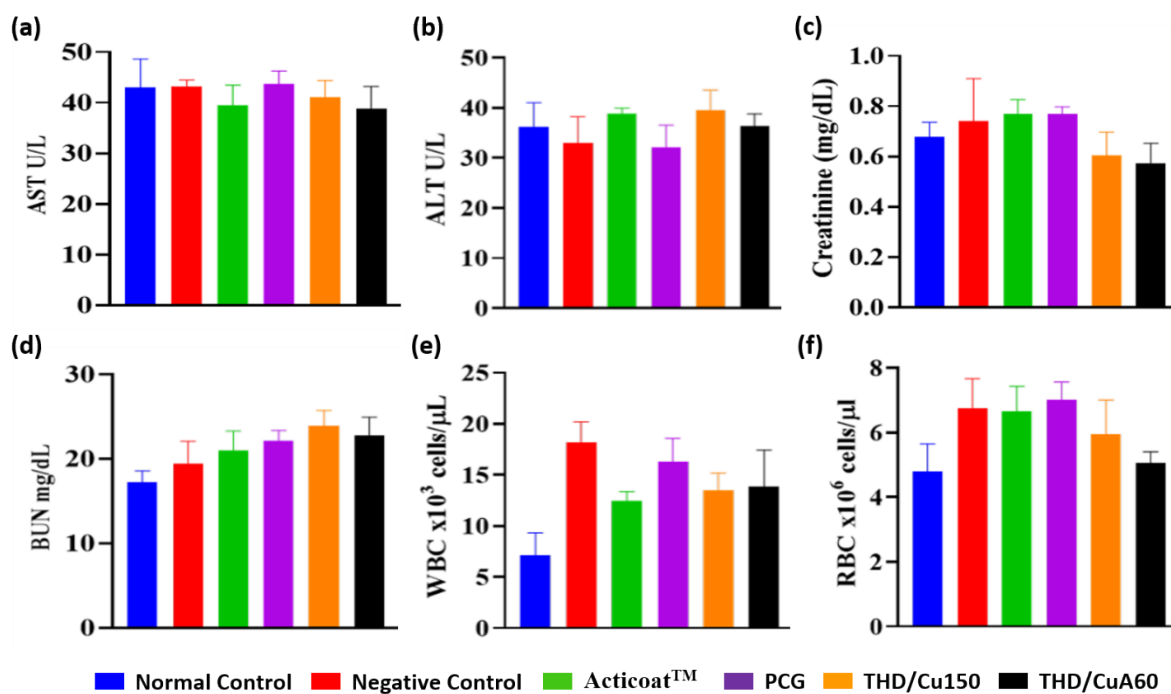 (a)
AST U/L
50
40
30
20
10
0
(b)
ALT U/L
50
40
30
20
10
0
(c)
Creatinine (mg/dL)
1.0
0.8
0.6
0.4
0.2
0.0
(d)
BUN mg/dL
30
20
10
0
(e)
WBC x10³ cells/µL
25
20
15
10
5
0
(f)
RBC x10⁶ cells/µl
8
6
4
2
0
Normal Control Negative Control Acticoat™ PCG THD/Cu150 THD/CuA60